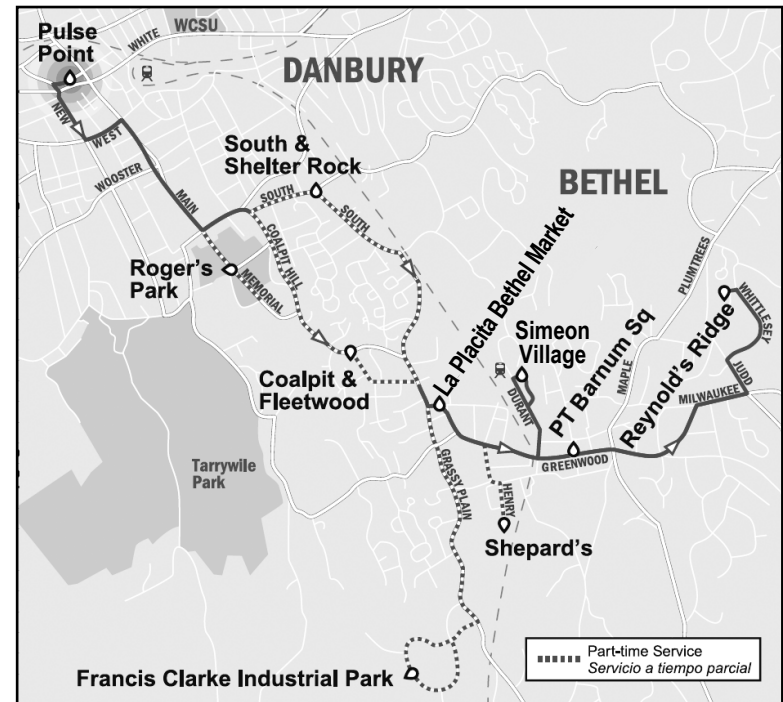 Pulse
Point
WCSU
WHITE
DANBURY
NEW
WEST
WOOSTER
MAIN
South &
Shelter Rock
SOUTH
SOUTH
BETHEL
COALPIT HILL
Roger's
Park
MEMORIAL
La Placita Bethel Market
Simeon
Village
PT Barnum Sq
PLUMTREES
MAPLE
Reynold's Ridge
WHITTLESEY
JUDD
MILWAUKEE
DURANT
Coalpit &
Fleetwood
GREENWOOD
Tarrywile
Park
GRASSY PLAIN
HENRY
Shepard's
Francis Clarke Industrial Park
Part-time Service
Servicio a tiempo parcial